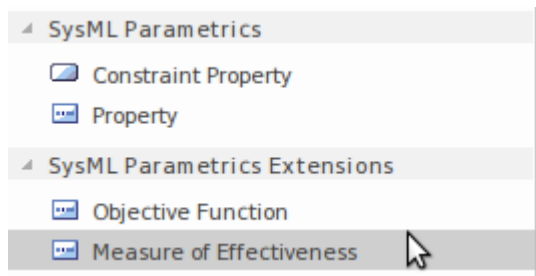 SysML Parametrics
Constraint Property
Property
SysML Parametrics Extensions
Objective Function
Measure of Effectiveness